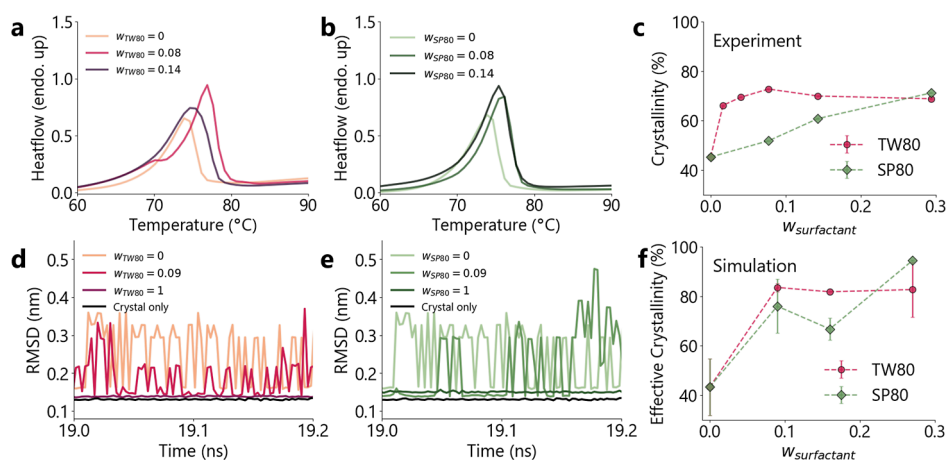 a
Heatflow (endo. up)
1.5
1.0
0.5
0.0
w_TW80 = 0
w_TW80 = 0.08
w_TW80 = 0.14
60 70 80 90
Temperature (°C)
b
Heatflow (endo. up)
1.5
1.0
0.5
0.0
w_SP80 = 0
w_SP80 = 0.08
w_SP80 = 0.14
60 70 80 90
Temperature (°C)
c
Crystallinity (%)
100
80
60
40
Experiment
TW80
SP80
0.0 0.1 0.2 0.3
w_surfactant
d
RMSD (nm)
0.5
0.4
0.3
0.2
0.1
w_TW80 = 0
w_TW80 = 0.09
w_TW80 = 1
Crystal only
19.0 19.1 19.2
Time (ns)
e
RMSD (nm)
0.5
0.4
0.3
0.2
0.1
w_SP80 = 0
w_SP80 = 0.09
w_SP80 = 1
Crystal only
19.0 19.1 19.2
Time (ns)
f
Effective Crystallinity (%)
100
80
60
40
Simulation
TW80
SP80
0.0 0.1 0.2 0.3
w_surfactant